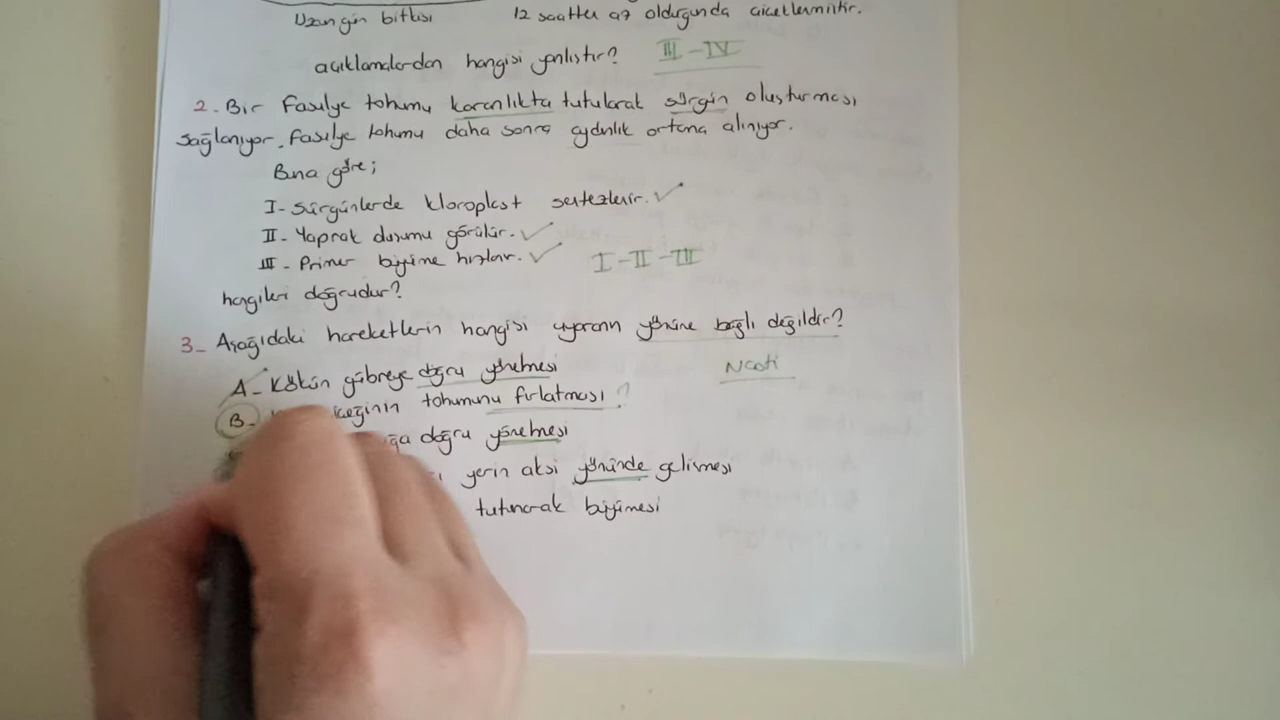 Uzun gün bitkisi 12 saatten az olduğunda çiçeklenmiştir.
açıklamalardan hangisi yanlıştır? III - IV
2. Bir fasulye tohumu karanlıkta tutularak sürgün oluşturması
sağlanıyor. Fasulye tohumu daha sonra aydınlık ortama alınıyor.
Buna göre;
I - Sürgünlerde kloroplast sentezlenir. ✓
II - Yaprak durumu görülür. ✓
III - Primer büyüme hızlanır. ✓ I - II - III
hangileri doğrudur?
3- Aşağıdaki hareketlerin hangisi uyaranın yönüne bağlı değildir?
A- Kökün gübreye doğru yönelmesi Nasti
B- tohumunu fırlatması ?
doğru yönelmesi
yerin aksi yönünde gelişmesi
tutunarak büyümesi